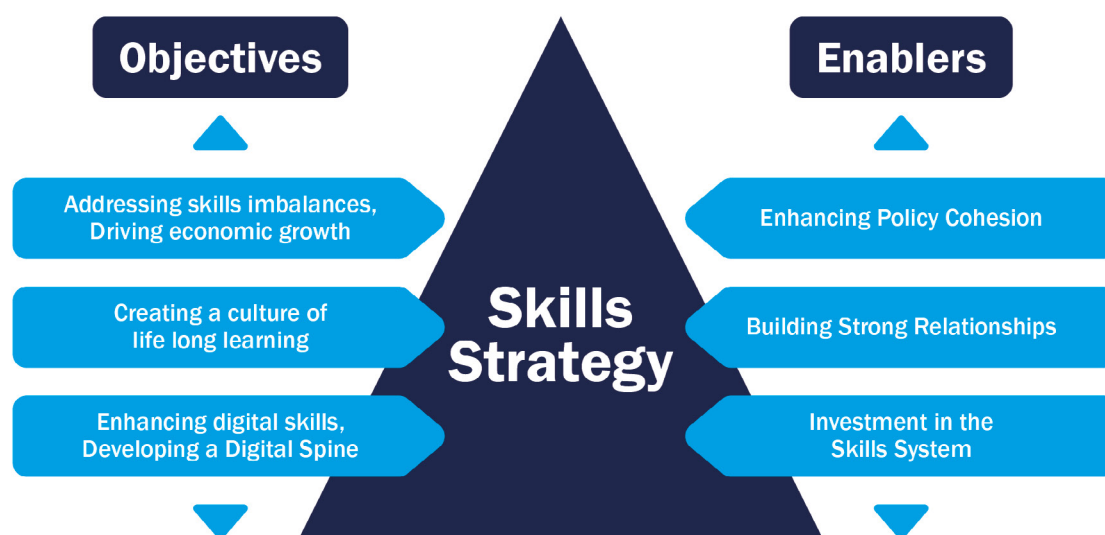 Objectives
Addressing skills imbalances,
Driving economic growth
Creating a culture of
life long learning
Enhancing digital skills,
Developing a Digital Spine
Skills
Strategy
Enablers
Enhancing Policy Cohesion
Building Strong Relationships
Investment in the
Skills System